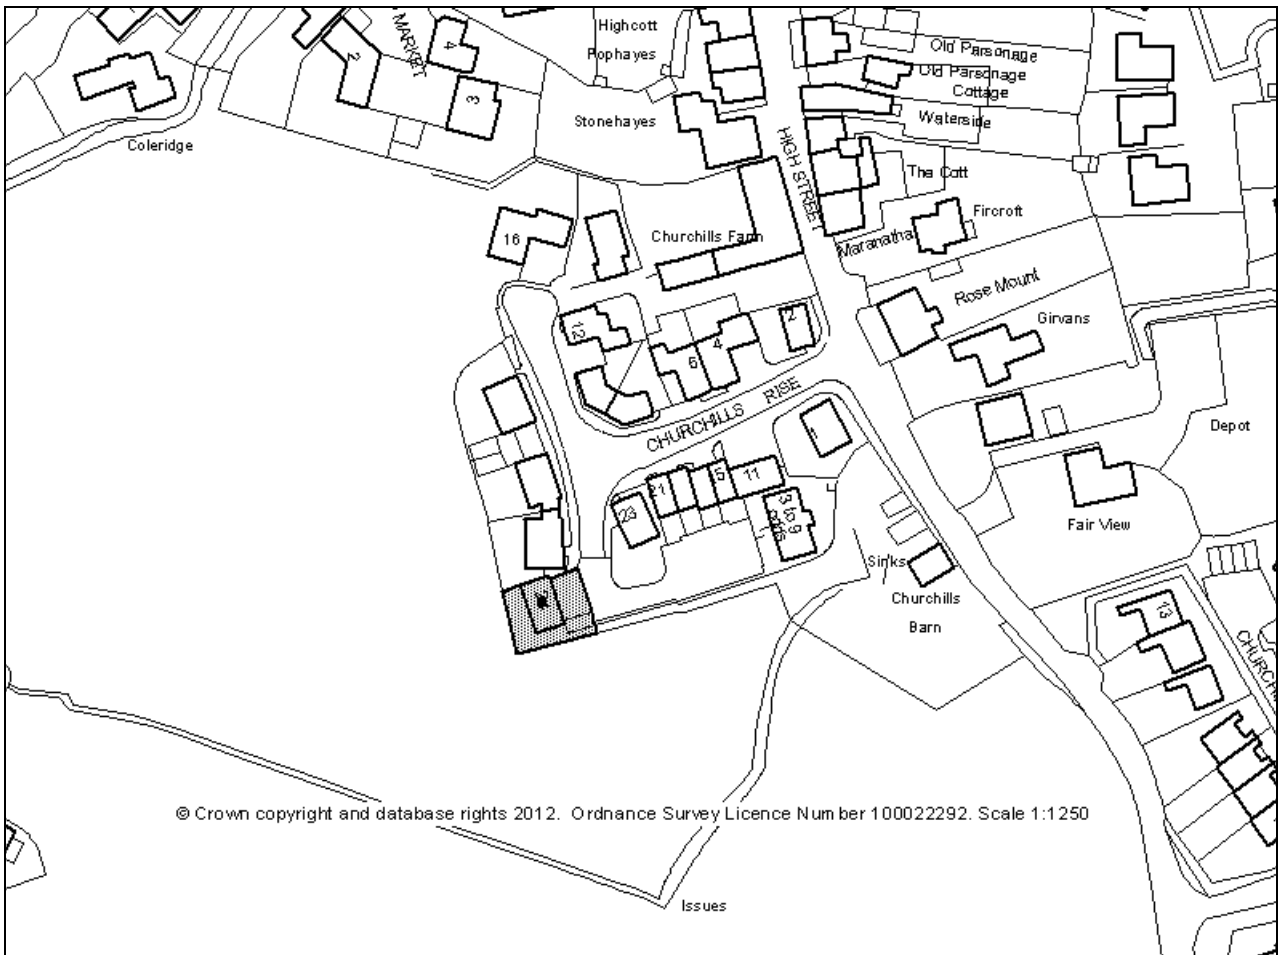 MARKET
4
2
3
Highcott
Pophayes
Stonehayes
Coleridge
HIGH STREET
Old Parsonage
Old Parsonage
Cottage
Waterside
The Cott
Fircroft
Maranatha
Rose Mount
Girvans
16
Churchills Farm
12
6
4
2
CHURCHILLS RISE
1
11
15
21
23
3 to 9
odds
Depot
Fair View
Sinks
Churchills
Barn
13
© Crown copyright and database rights 2012. Ordnance Survey Licence Number 100022292. Scale 1:1250
Issues